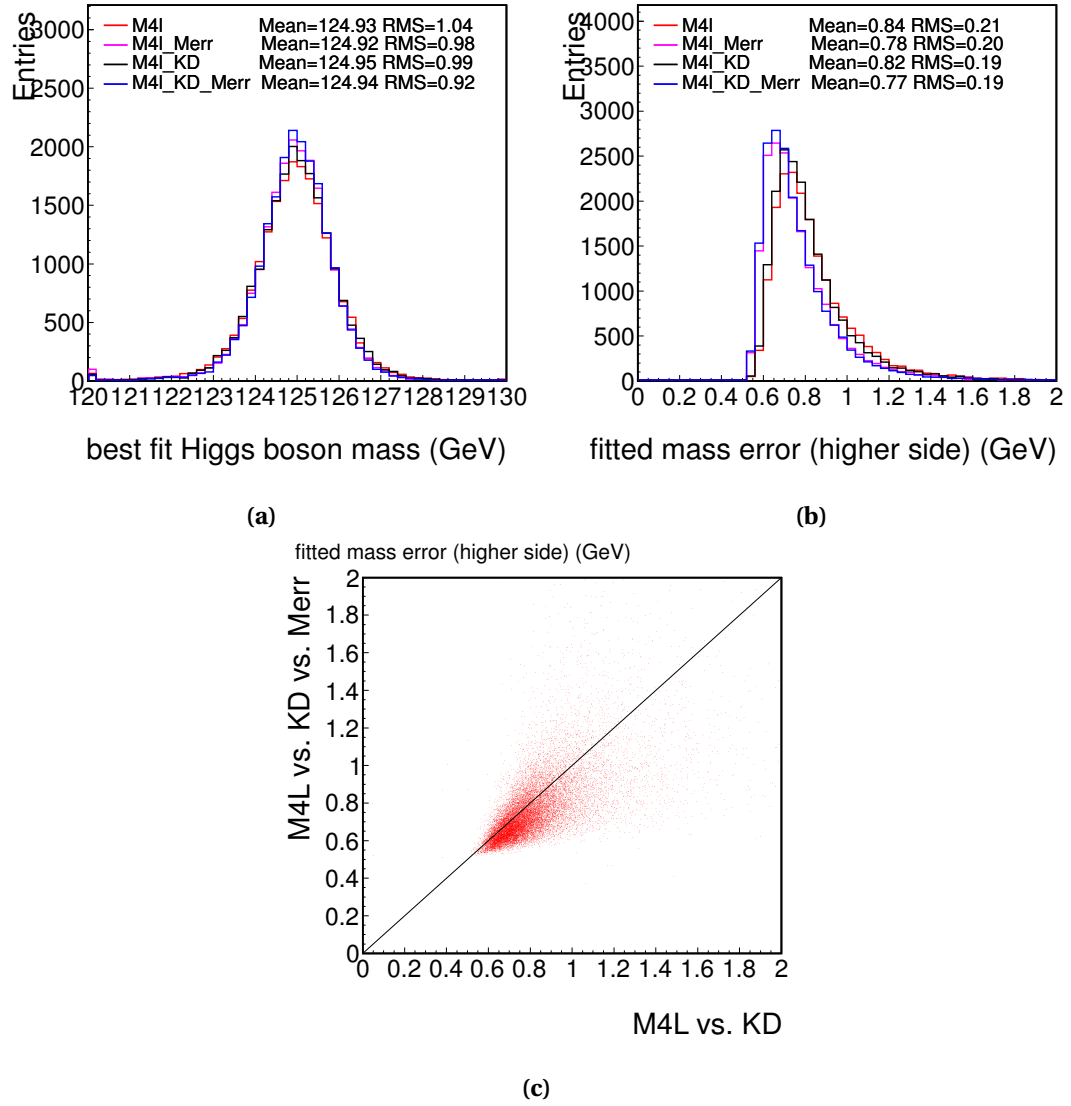 M4l Mean=124.93 RMS=1.04
M4l_Merr Mean=124.92 RMS=0.98
M4l_KD Mean=124.95 RMS=0.99
M4l_KD_Merr Mean=124.94 RMS=0.92
Entries
3000
2500
2000
1500
1000
500
0
120 121 122 123 124 125 126 127 128 129 130
best fit Higgs boson mass (GeV)
(a)
M4l Mean=0.84 RMS=0.21
M4l_Merr Mean=0.78 RMS=0.20
M4l_KD Mean=0.82 RMS=0.19
M4l_KD_Merr Mean=0.77 RMS=0.19
Entries
4000
3500
3000
2500
2000
1500
1000
500
0
0 0.2 0.4 0.6 0.8 1 1.2 1.4 1.6 1.8 2
fitted mass error (higher side) (GeV)
(b)
fitted mass error (higher side) (GeV)
M4L vs. KD vs. Merr
2
1.8
1.6
1.4
1.2
1
0.8
0.6
0.4
0.2
0
0 0.2 0.4 0.6 0.8 1 1.2 1.4 1.6 1.8 2
M4L vs. KD
(c)